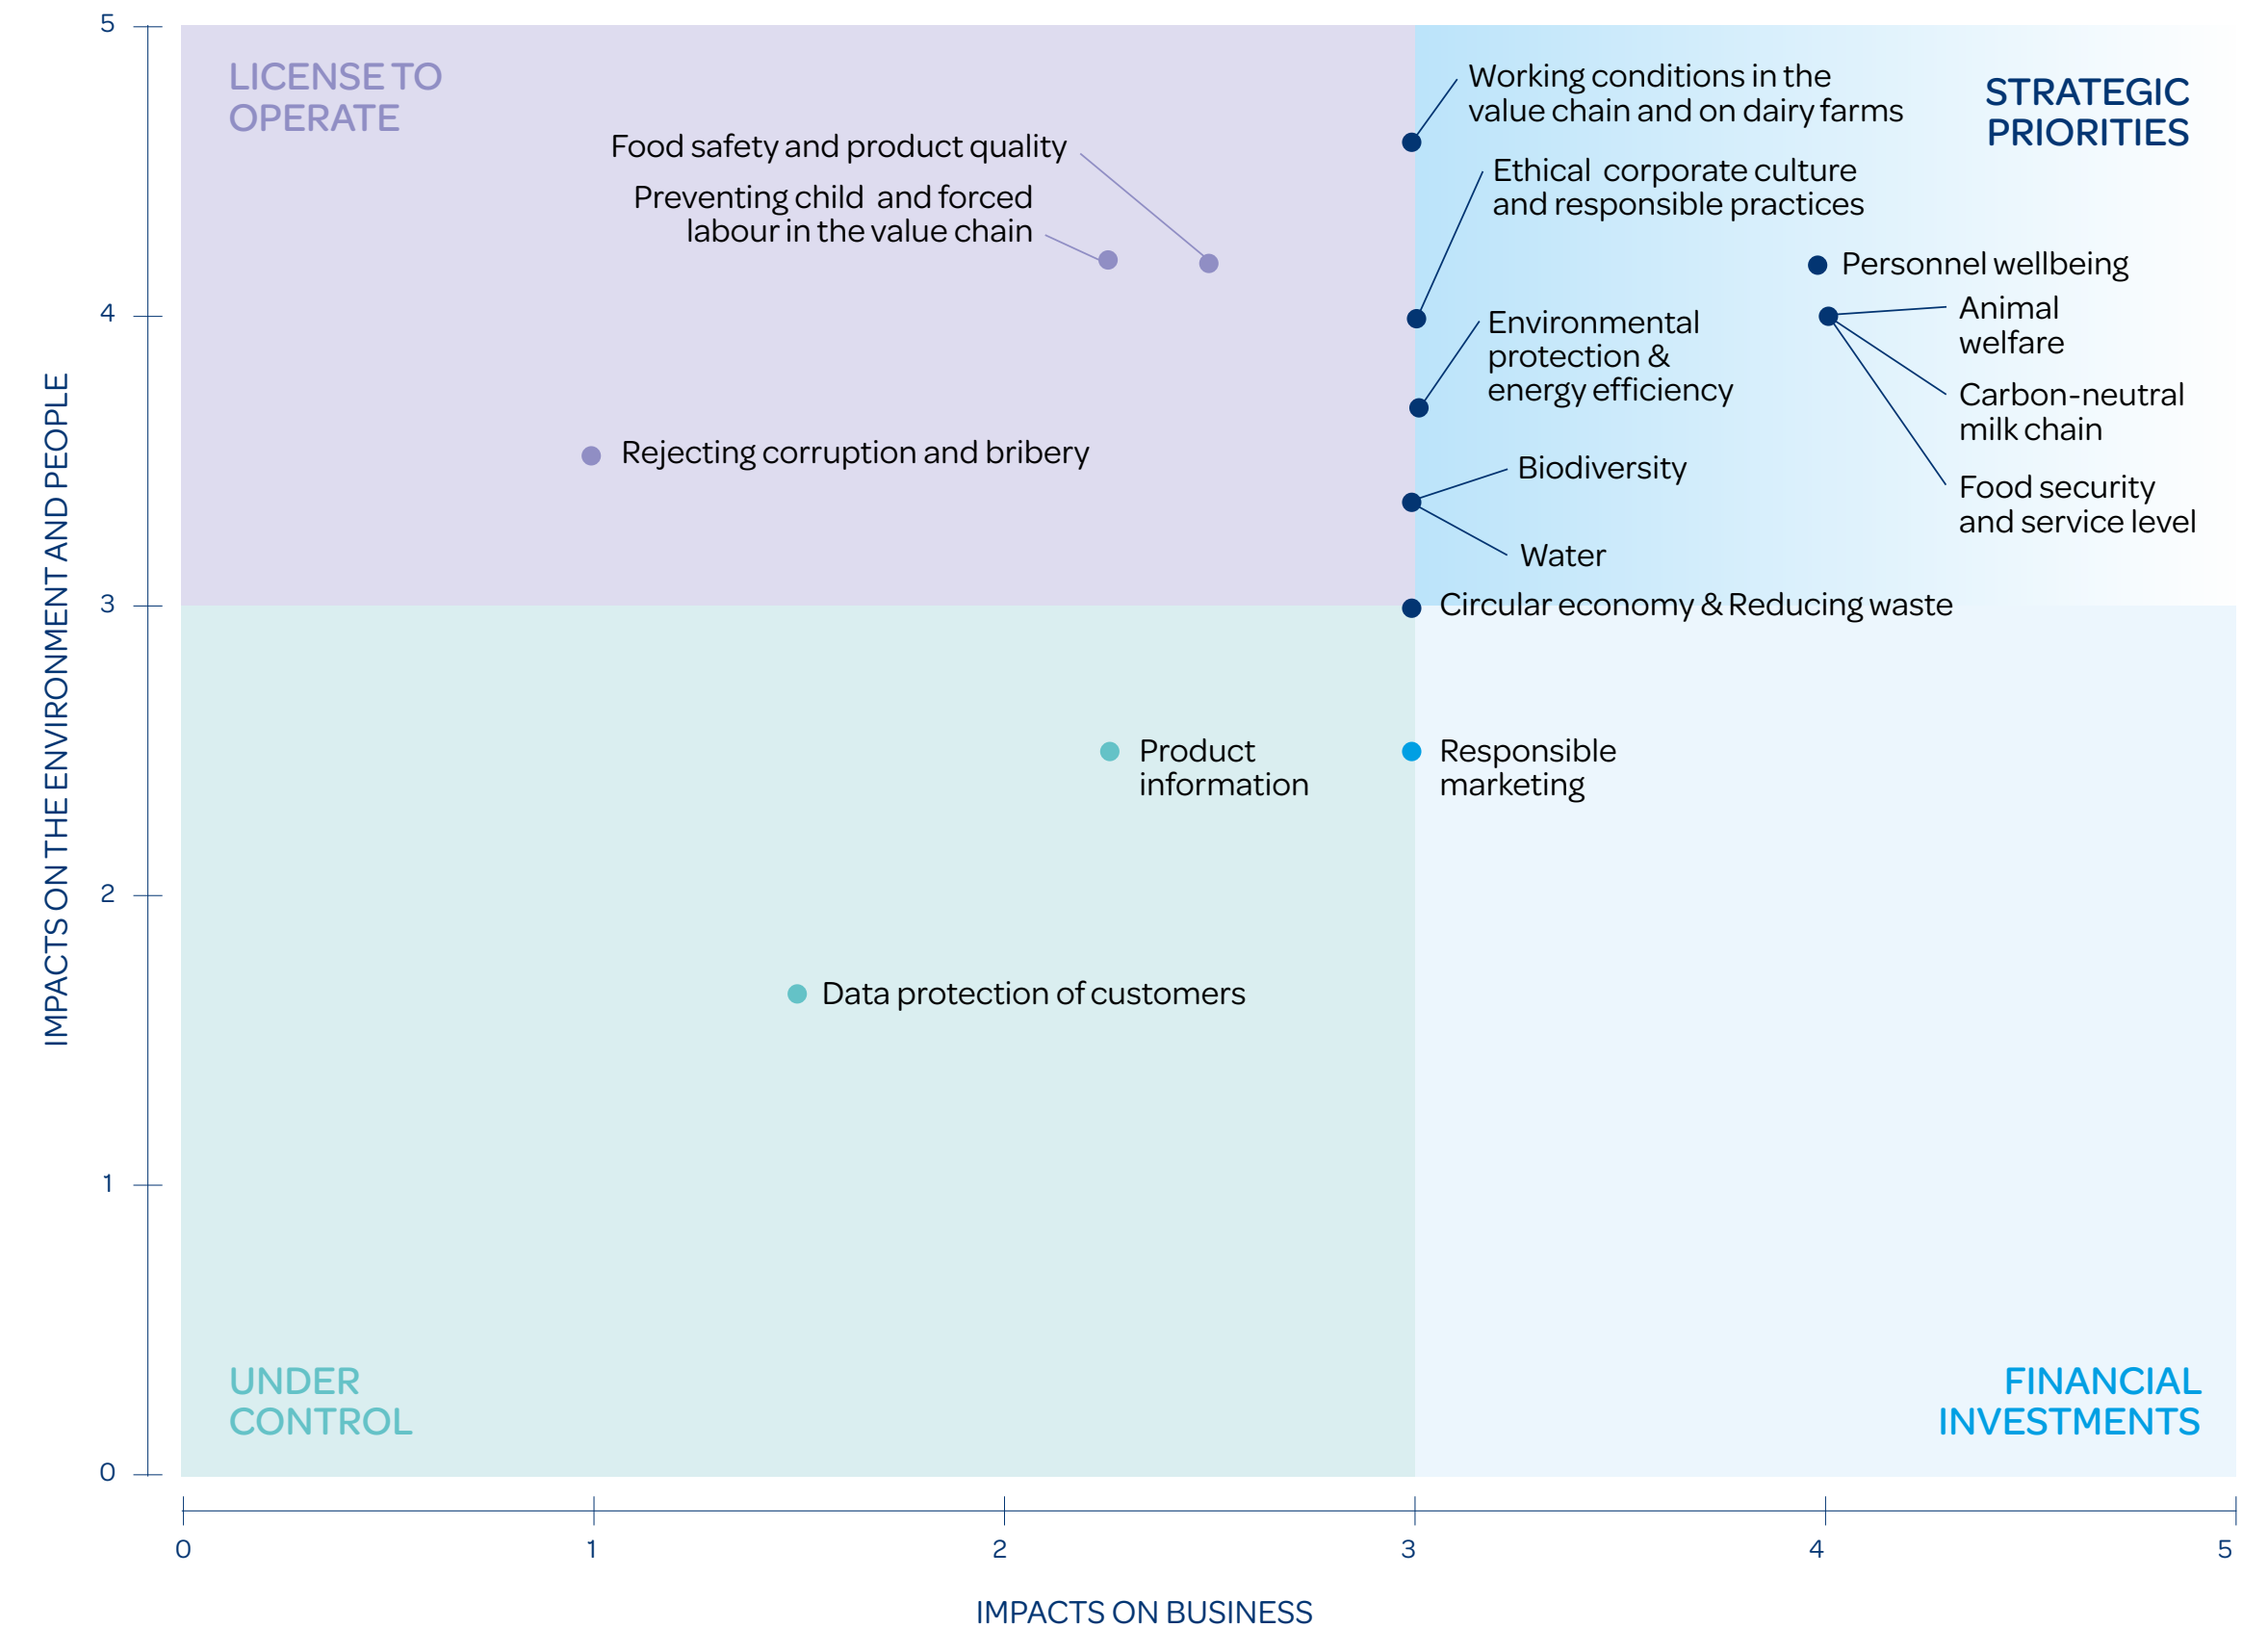 5
LICENSE TO
OPERATE
Food safety and product quality
Preventing child and forced
labour in the value chain
Working conditions in the
value chain and on dairy farms
STRATEGIC
PRIORITIES
Ethical corporate culture
and responsible practices
Personnel wellbeing
4
Animal
welfare
Environmental
protection &
energy efficiency
Carbon-neutral
milk chain
Rejecting corruption and bribery
Biodiversity
Food security
and service level
Water
3
Circular economy & Reducing waste
IMPACTS ON THE ENVIRONMENT AND PEOPLE
Product
information
Responsible
marketing
2
Data protection of customers
1
UNDER
CONTROL
FINANCIAL
INVESTMENTS
0
0 1 2 3 4 5
IMPACTS ON BUSINESS